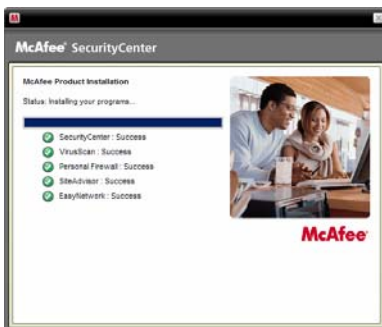 McAfee® SecurityCenter
McAfee Product Installation
Status: Installing your programs...
SecurityCenter : Success
VirusScan : Success
Personal Firewall : Success
SiteAdvisor : Success
EasyNetwork : Success
McAfee®